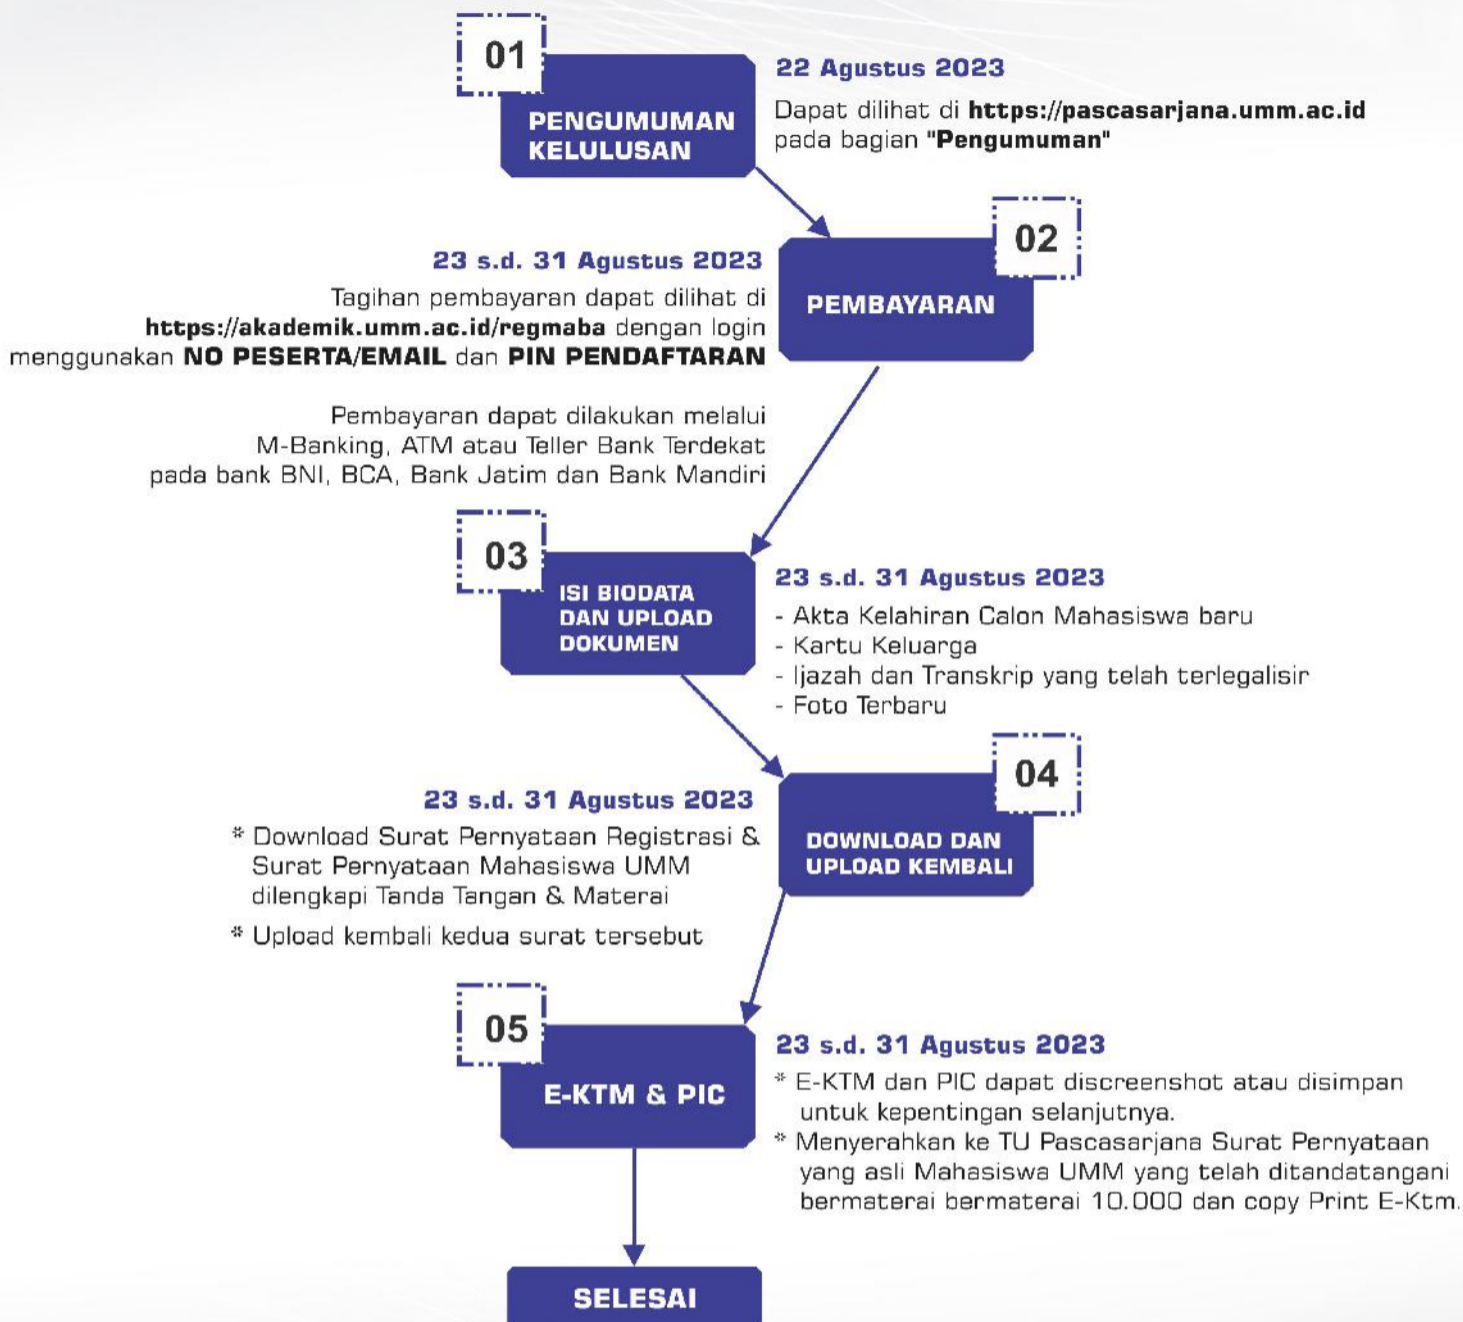 01
PENGUMUMAN
KELULUSAN
22 Agustus 2023
Dapat dilihat di https://pascasarjana.umm.ac.id
pada bagian "Pengumuman"
02
PEMBAYARAN
23 s.d. 31 Agustus 2023
Tagihan pembayaran dapat dilihat di
https://akademik.umm.ac.id/regmaba dengan login
menggunakan NO PESERTA/EMAIL dan PIN PENDAFTARAN
Pembayaran dapat dilakukan melalui
M-Banking, ATM atau Teller Bank Terdekat
pada bank BNI, BCA, Bank Jatim dan Bank Mandiri
03
ISI BIODATA
DAN UPLOAD
DOKUMEN
23 s.d. 31 Agustus 2023
- Akta Kelahiran Calon Mahasiswa baru
- Kartu Keluarga
- Ijazah dan Transkrip yang telah terlegalisir
- Foto Terbaru
04
DOWNLOAD DAN
UPLOAD KEMBALI
23 s.d. 31 Agustus 2023
* Download Surat Pernyataan Registrasi &
Surat Pernyataan Mahasiswa UMM
dilengkapi Tanda Tangan & Materai
* Upload kembali kedua surat tersebut
05
E-KTM & PIC
23 s.d. 31 Agustus 2023
* E-KTM dan PIC dapat discreenshot atau disimpan
untuk kepentingan selanjutnya.
* Menyerahkan ke TU Pascasarjana Surat Pernyataan
yang asli Mahasiswa UMM yang telah ditandatangani
bermaterai bermaterai 10.000 dan copy Print E-Ktm.
SELESAI